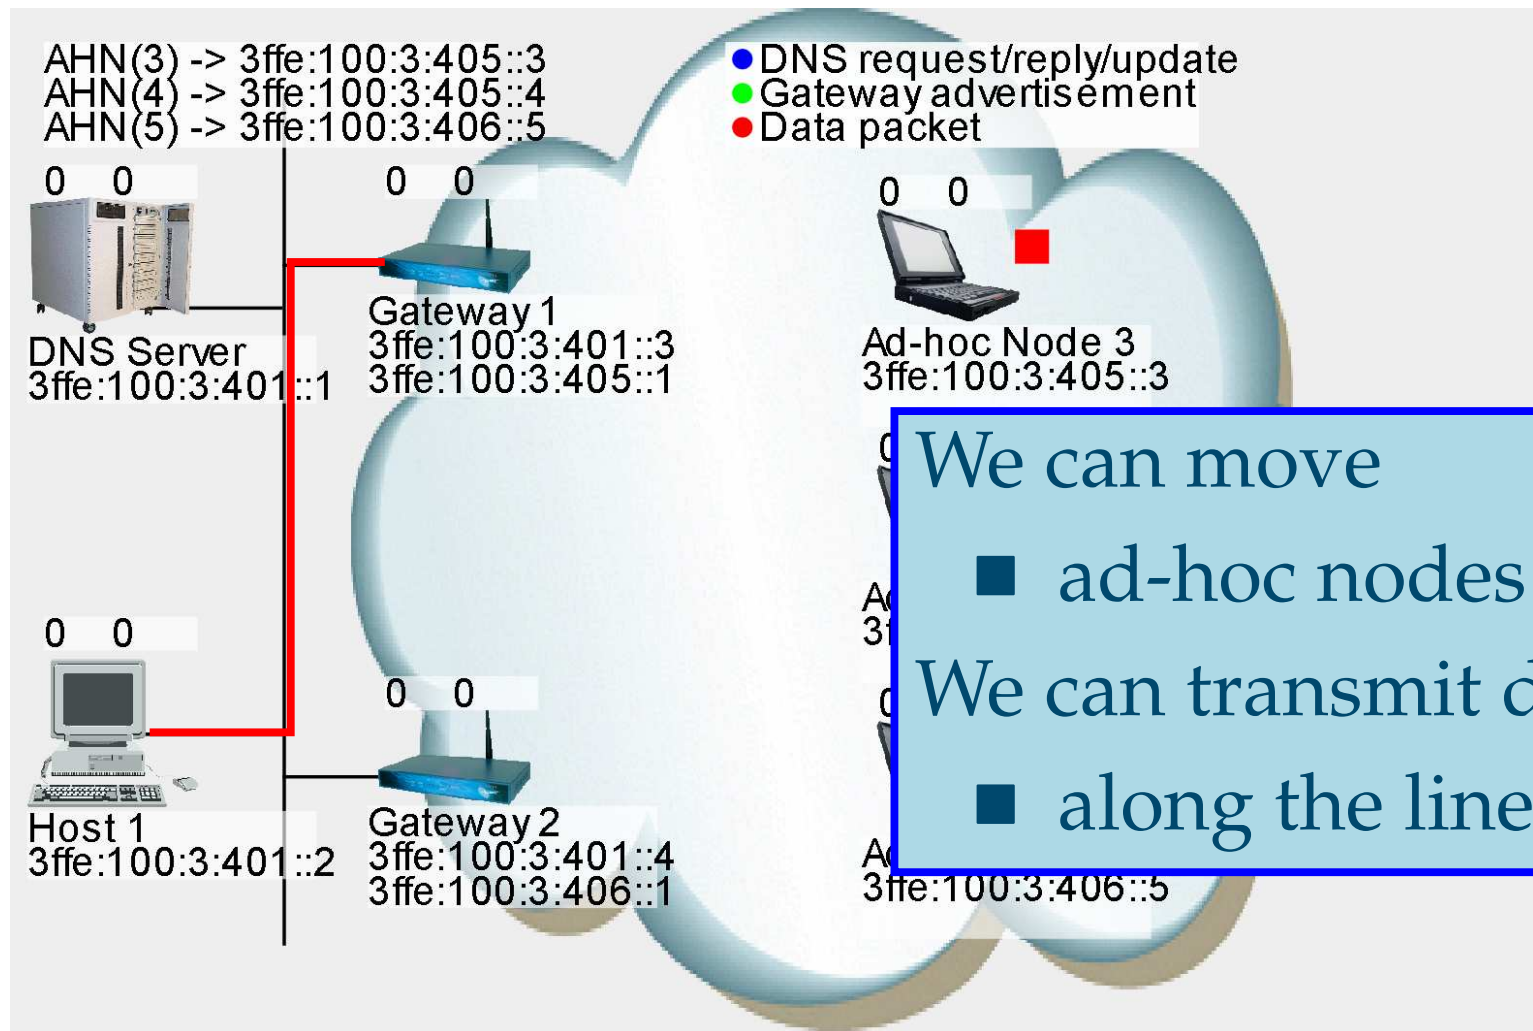 AHN(3) -> 3ffe:100:3:405::3
AHN(4) -> 3ffe:100:3:405::4
AHN(5) -> 3ffe:100:3:406::5
DNS request/reply/update
Gateway advertisement
Data packet
0 0
DNS Server
3ffe:100:3:401::1
0 0
Gateway 1
3ffe:100:3:401::3
3ffe:100:3:405::1
0 0
Ad-hoc Node 3
3ffe:100:3:405::3
We can move
■ ad-hoc nodes
We can transmit
■ along the line
0 0
Host 1
3ffe:100:3:401::2
0 0
Gateway 2
3ffe:100:3:401::4
3ffe:100:3:406::1
3ffe:100:3:406::5